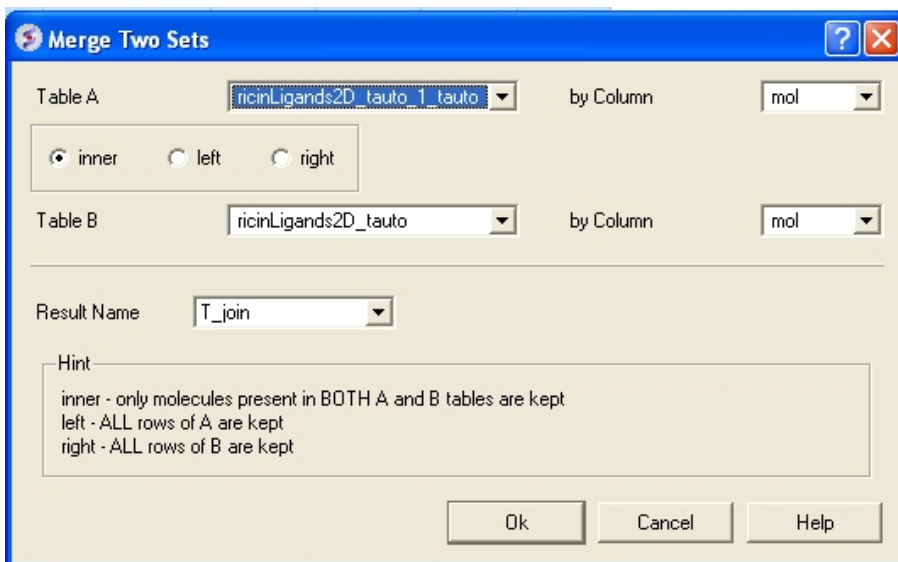 Merge Two Sets
Table A ricinLigands2D_tauto_1_tauto by Column mol
inner left right
Table B ricinLigands2D_tauto by Column mol
Result Name T_join
Hint
inner - only molecules present in BOTH A and B tables are kept
left - ALL rows of A are kept
right - ALL rows of B are kept
Ok Cancel Help